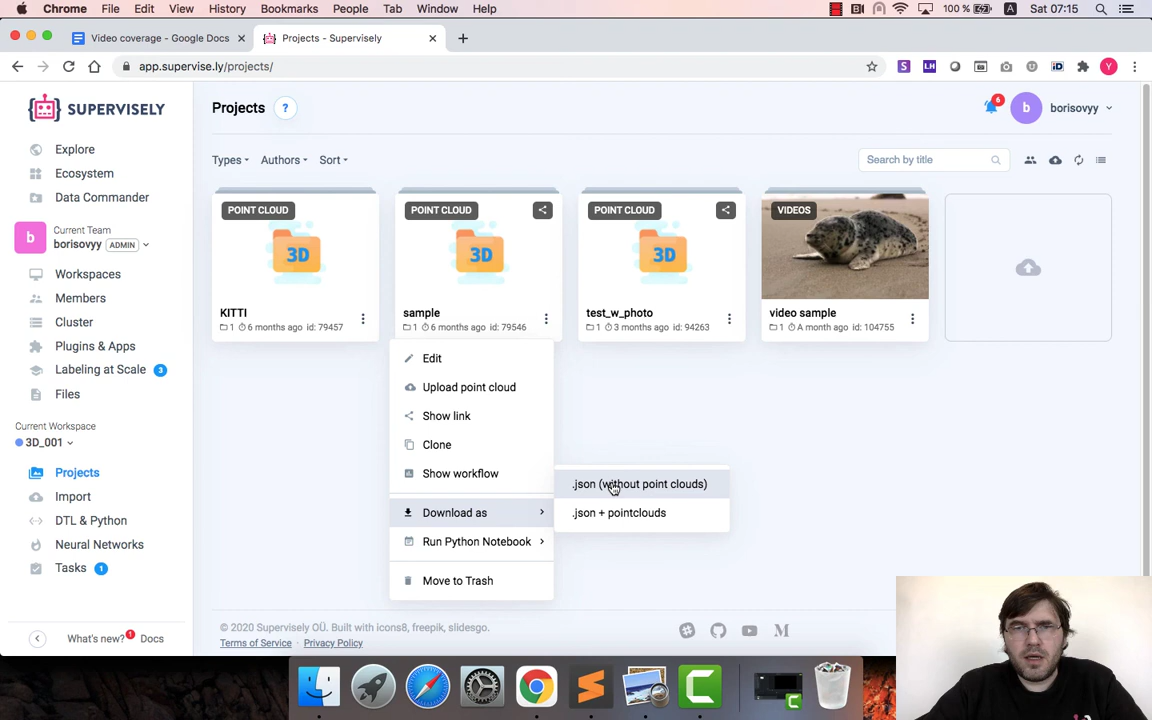 Chrome File Edit View History Bookmarks People Tab Window Help 100 % A Sat 07:15
Video coverage - Google Docs Projects - Supervisely
app.supervise.ly/projects/ S LH iD Y
SUPERVISELY
Projects ? 6 b borisovyy
Explore
Ecosystem
Data Commander
Types Authors Sort Search by title
b
Current Team
borisovyy ADMIN
Workspaces
Members
Cluster
Plugins & Apps
Labeling at Scale 3
Files
Current Workspace
3D_001
Projects
Import
DTL & Python
Neural Networks
Tasks 1
What's new? 1 Docs
POINT CLOUD
3D
KITTI
1 6 months ago id: 79457
POINT CLOUD
3D
sample
1 6 months ago id: 79546
POINT CLOUD
3D
test_w_photo
1 3 months ago id: 94263
VIDEOS
video sample
1 A month ago id: 104755
Edit
Upload point cloud
Show link
Clone
Show workflow
Download as
Run Python Notebook
Move to Trash
.json (without point clouds)
.json + pointclouds
© 2020 Supervisely OÜ. Built with icons8, freepik, slidesgo.
Terms of Service · Privacy Policy